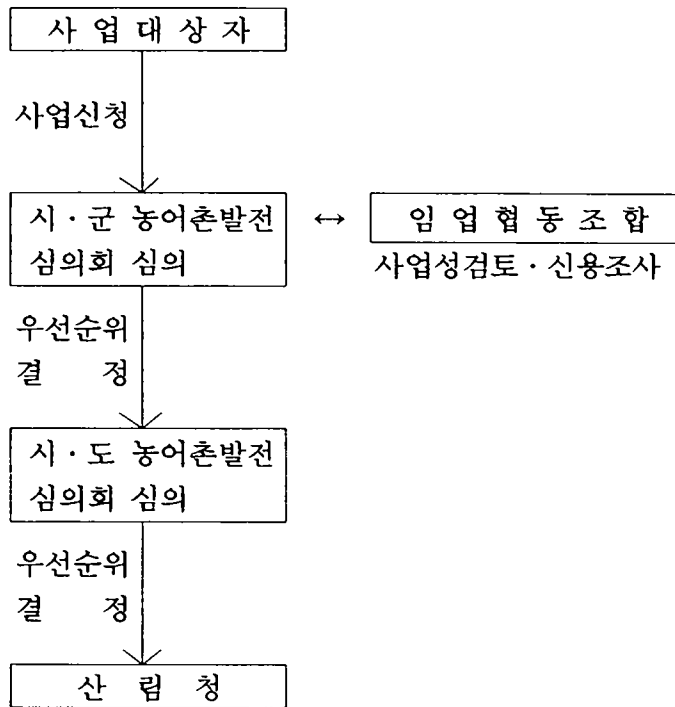 사 업 대 상 자
사업신청
시·군 농어촌발전 ↔ 임 업 협 동 조 합
심의회 심의 사업성검토·신용조사
우선순위
결 정
시·도 농어촌발전
심의회 심의
우선순위
결 정
산 림 청